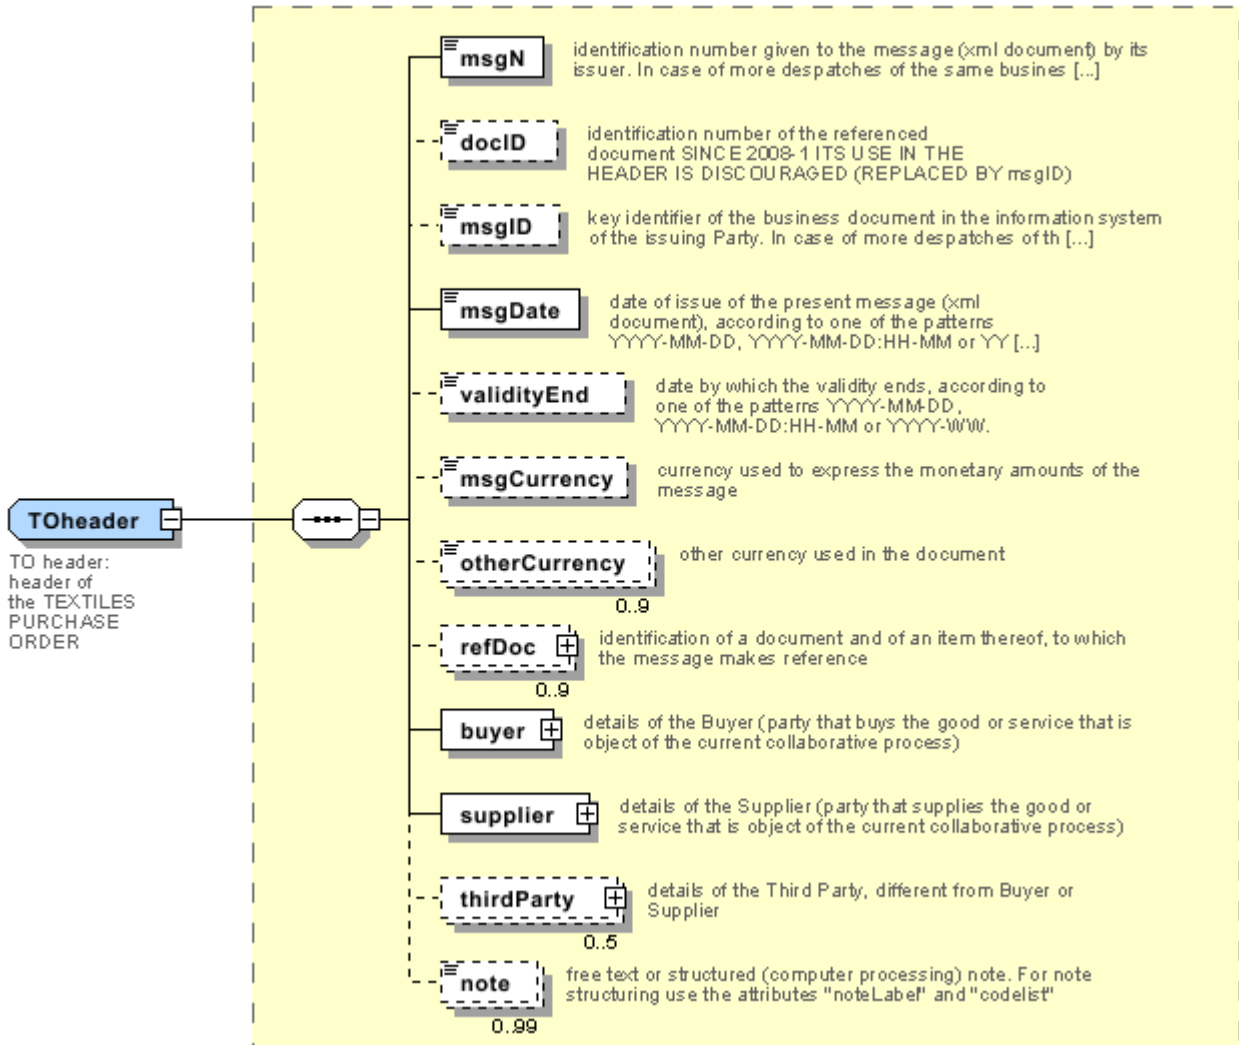 msgN
identification number given to the message (xml document) by its
issuer. In case of more despatches of the same busines [...]
docID
identification number of the referenced
document SINCE 2008-1 ITS USE IN THE
HEADER IS DISCOURAGED (REPLACED BY msgID)
msgID
key identifier of the business document in the information system
of the issuing Party. In case of more despatches of th [...]
msgDate
date of issue of the present message (xml
document), according to one of the patterns
YYYY-MM-DD, YYYY-MM-DD:HH-MM or YY [...]
validityEnd
date by which the validity ends, according to
one of the patterns YYYY-MM-DD,
YYYY-MM-DD:HH-MM or YYYY-WW.
msgCurrency
currency used to express the monetary amounts of the
message
TOheader
TO header:
header of
the TEXTILES
PURCHASE
ORDER
otherCurrency
other currency used in the document
0..9
refDoc
identification of a document and of an item thereof, to which
the message makes reference
0..9
buyer
details of the Buyer (party that buys the good or service that is
object of the current collaborative process)
supplier
details of the Supplier (party that supplies the good or
service that is object of the current collaborative process)
thirdParty
details of the Third Party, different from Buyer or
Supplier
0..5
note
free text or structured (computer processing) note. For note
structuring use the attributes "noteLabel" and "codelist"
0..99